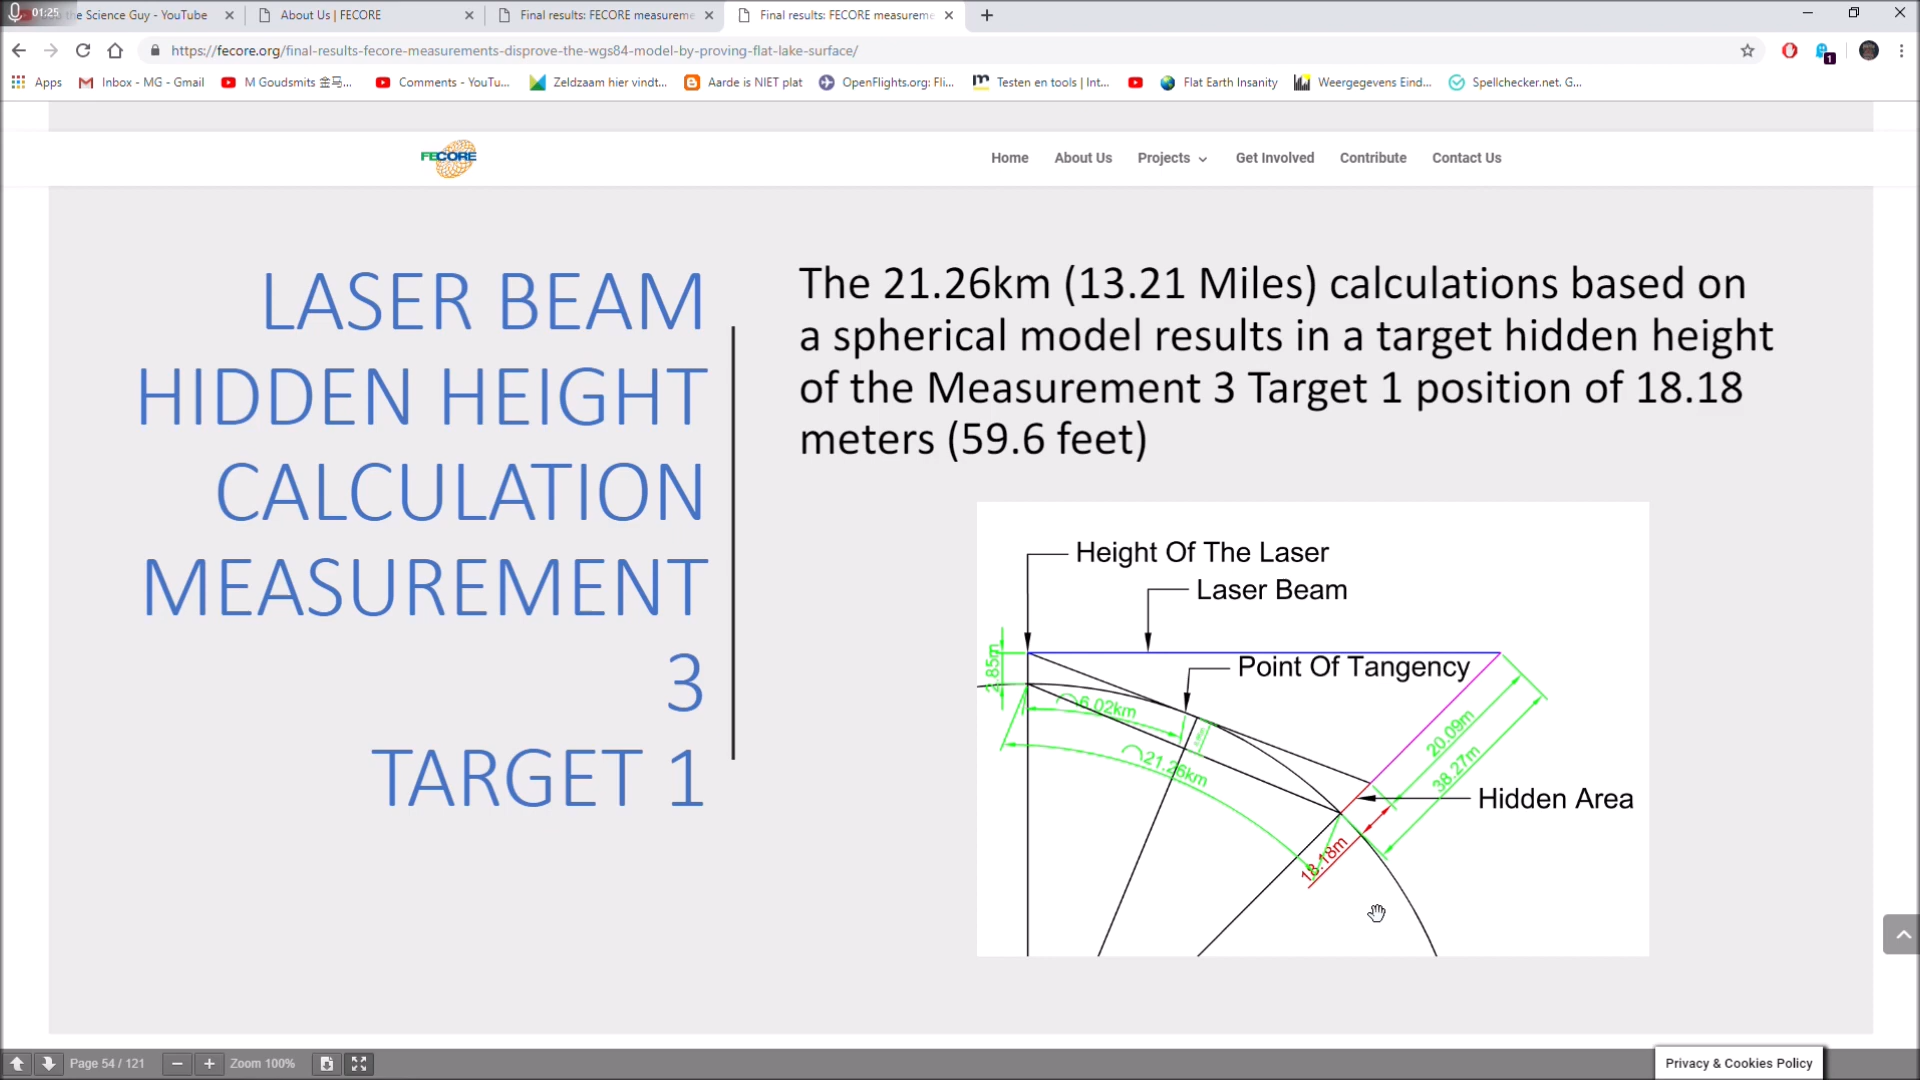 01:25
the Science Guy - YouTube
About Us | FECORE
Final results: FECORE measureme
Final results: FECORE measureme
https://fecore.org/final-results-fecore-measurements-disprove-the-wgs84-model-by-proving-flat-lake-surface/
1
Apps
Inbox - MG - Gmail
M Goudsmits 金马...
Comments - YouTu...
Zeldzaam hier vindt...
Aarde is NIET plat
OpenFlights.org: Fli...
Testen en tools | Int...
Flat Earth Insanity
Weergegevens Eind...
Spellchecker.net. G...
FECORE
Home
About Us
Projects
Get Involved
Contribute
Contact Us
LASER BEAM
HIDDEN HEIGHT
CALCULATION
MEASUREMENT
3
TARGET 1
The 21.26km (13.21 Miles) calculations based on
a spherical model results in a target hidden height
of the Measurement 3 Target 1 position of 18.18
meters (59.6 feet)
Height Of The Laser
Laser Beam
Point Of Tangency
2.85m
6.02km
21.26km
20.09m
38.27m
Hidden Area
18.18m
Page 54 / 121
Zoom 100%
Privacy & Cookies Policy